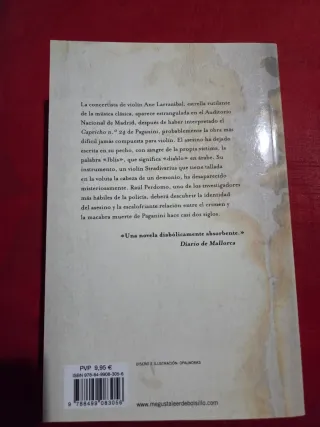 La concertista de violín Ane Larrazábal, estrella rutilante
de la música clásica, aparece estrangulada en el Auditorio
Nacional de Madrid, después de haber interpretado el
Capricho n.º 24 de Paganini, probablemente la obra más
difícil jamás compuesta para violín. El asesino ha dejado
escrita en su pecho, con sangre de la propia víctima, la
palabra «Iblis», que significa «diablo» en árabe. Su
instrumento, un violín Stradivarius que tiene tallada
en la voluta la cabeza de un demonio, ha desaparecido
misteriosamente. Raúl Perdomo, uno de los investigadores
más hábiles de la policía, deberá descubrir la identidad
del asesino y la escalofriante relación entre el crimen y
la macabra muerte de Paganini hace casi dos siglos.
«Una novela diabólicamente absorbente.»
Diario de Mallorca
PVP 9,95 €
DISEÑO E ILUSTRACIÓN: OPALWORKS
www.megustaleerdebolsillo.com